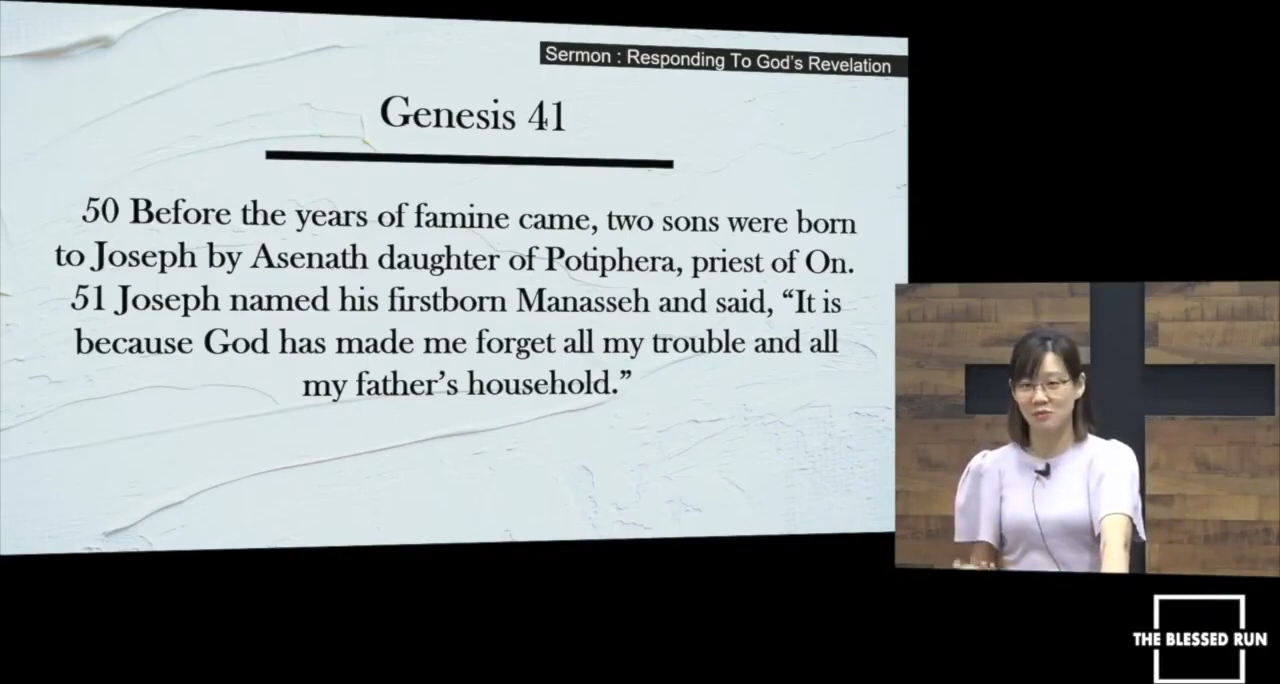 Sermon : Responding To God's Revelation
Genesis 41
50 Before the years of famine came, two sons were born
to Joseph by Asenath daughter of Potiphera, priest of On.
51 Joseph named his firstborn Manasseh and said, “It is
because God has made me forget all my trouble and all
my father’s household.”
THE BLESSED RUN